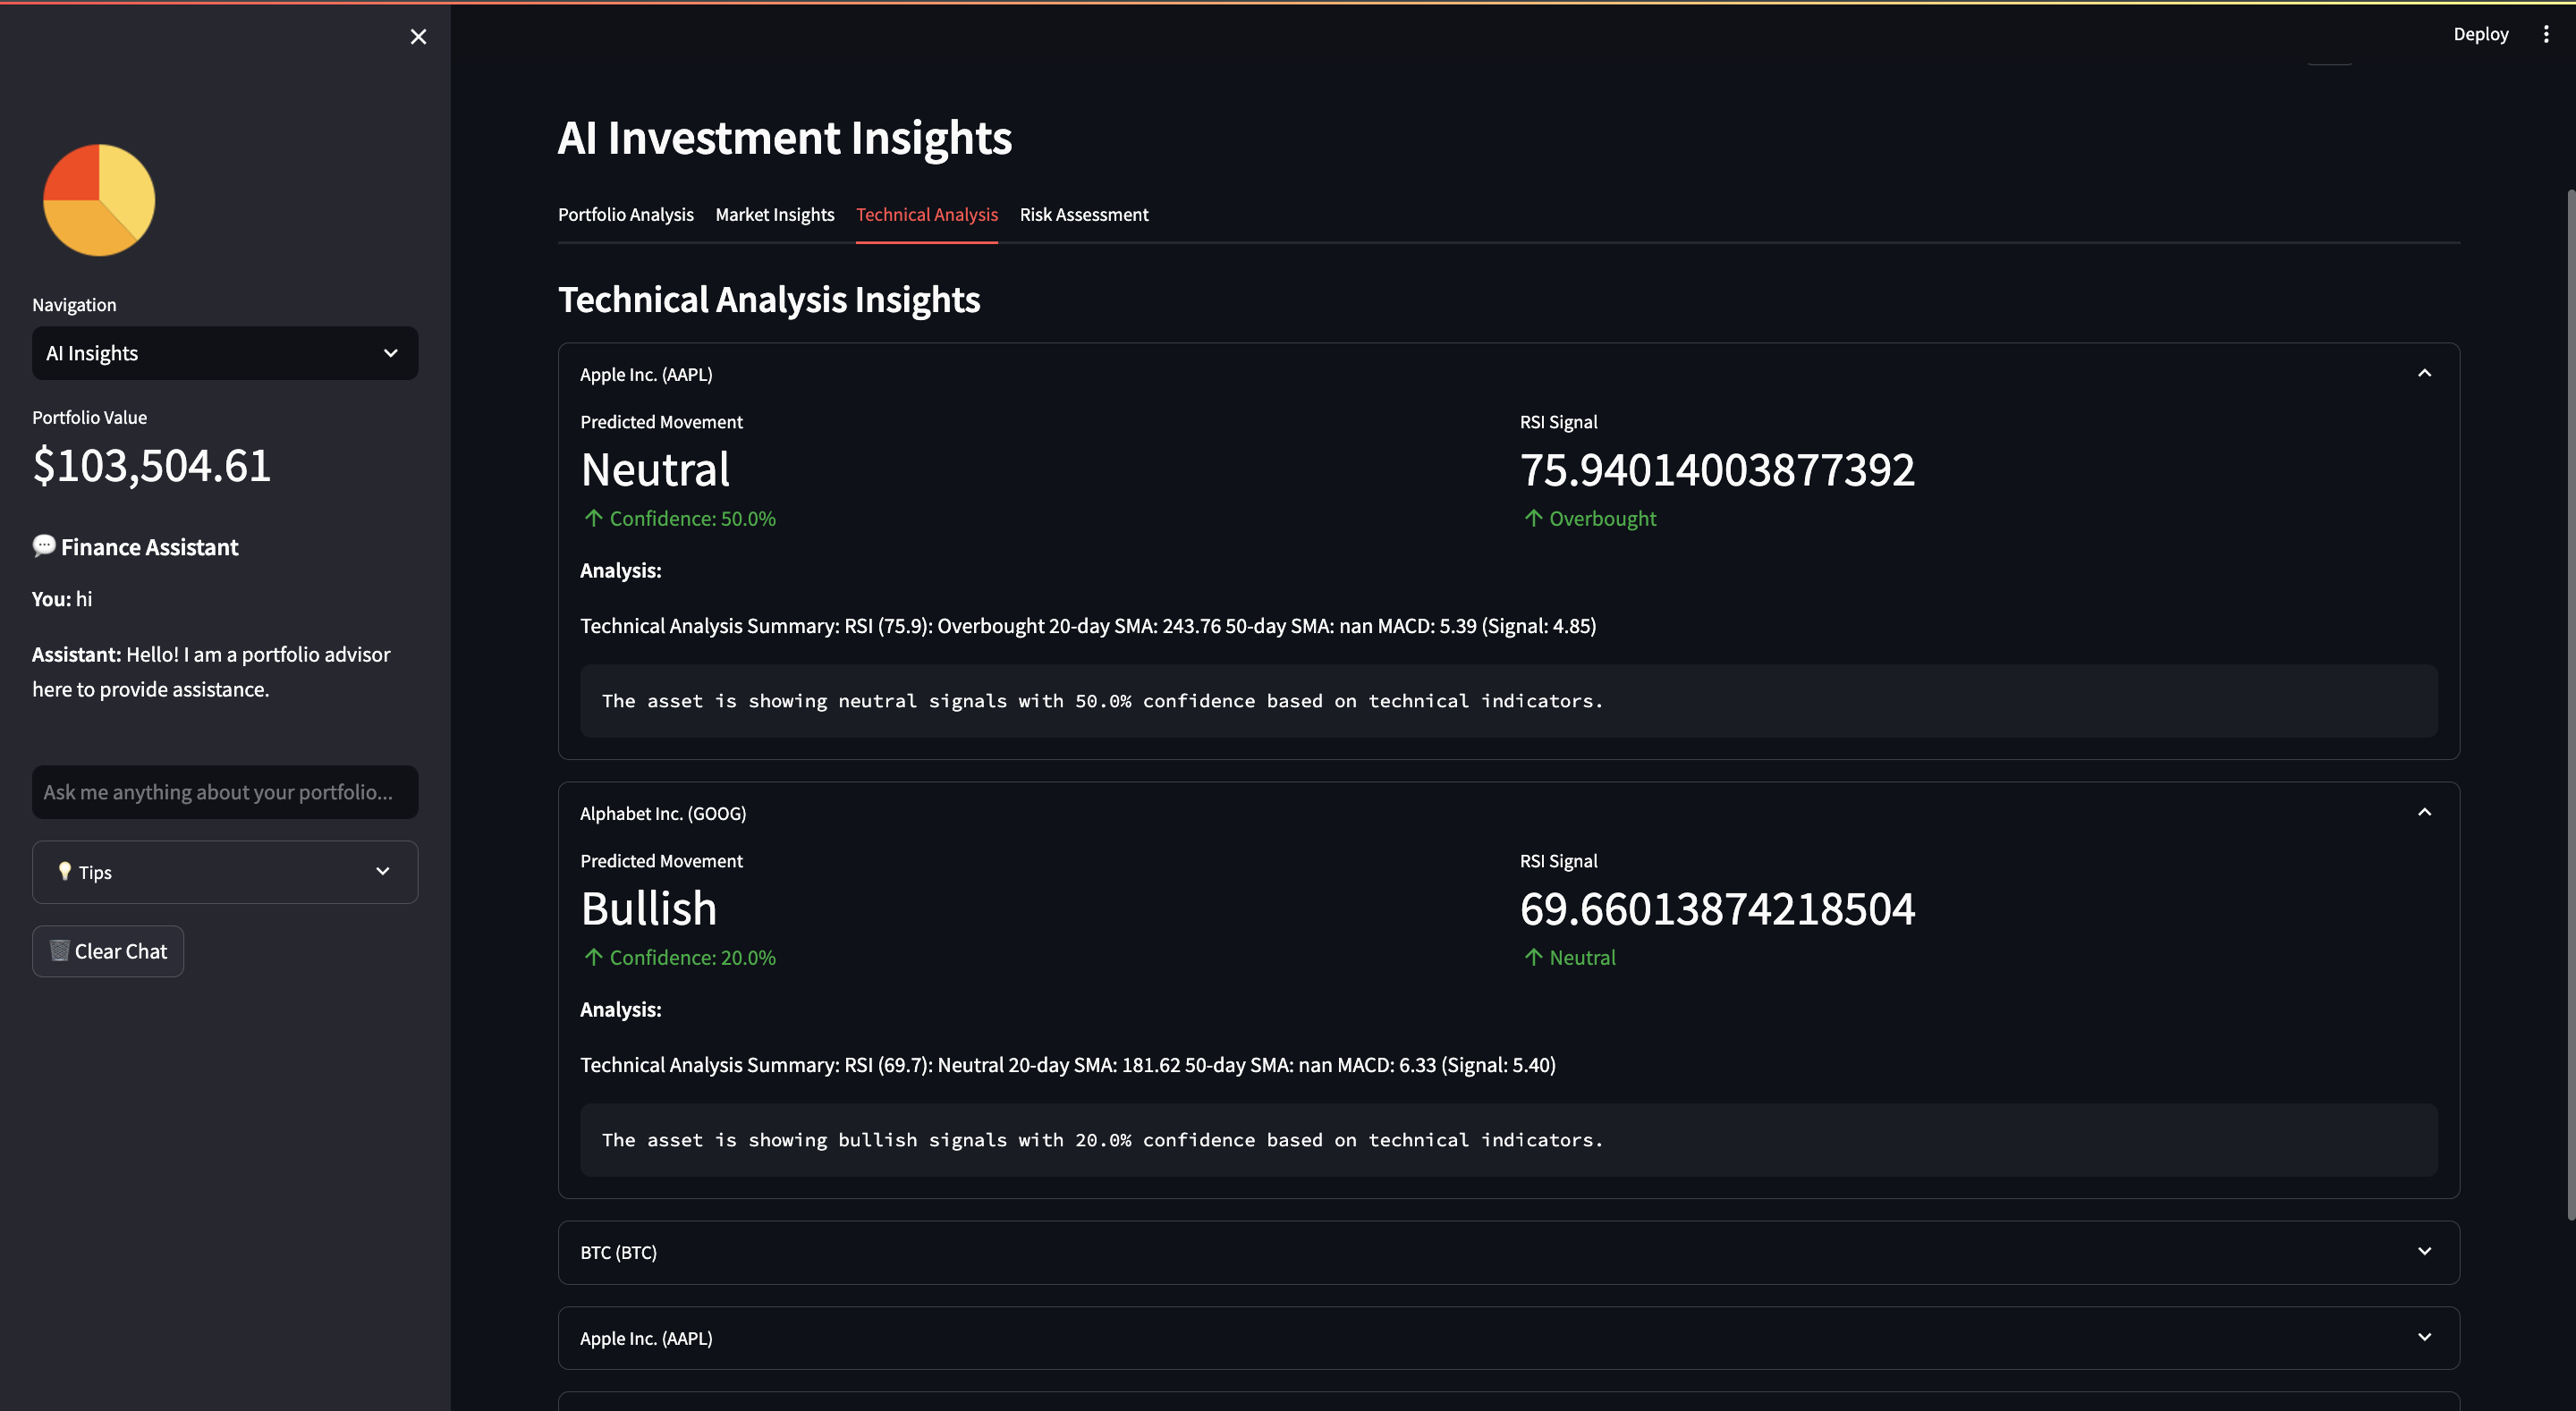 Deploy
Navigation
AI Insights
Portfolio Value
$103,504.61
💬 Finance Assistant
You: hi
Assistant: Hello! I am a portfolio advisor
here to provide assistance.
Ask me anything about your portfolio...
💡 Tips
🗑️ Clear Chat
AI Investment Insights
Portfolio Analysis Market Insights Technical Analysis Risk Assessment
Technical Analysis Insights
Apple Inc. (AAPL)
Predicted Movement RSI Signal
Neutral 75.94014003877392
↑ Confidence: 50.0% ↑ Overbought
Analysis:
Technical Analysis Summary: RSI (75.9): Overbought 20-day SMA: 243.76 50-day SMA: nan MACD: 5.39 (Signal: 4.85)
The asset is showing neutral signals with 50.0% confidence based on technical indicators.
Alphabet Inc. (GOOG)
Predicted Movement RSI Signal
Bullish 69.66013874218504
↑ Confidence: 20.0% ↑ Neutral
Analysis:
Technical Analysis Summary: RSI (69.7): Neutral 20-day SMA: 181.62 50-day SMA: nan MACD: 6.33 (Signal: 5.40)
The asset is showing bullish signals with 20.0% confidence based on technical indicators.
BTC (BTC)
Apple Inc. (AAPL)